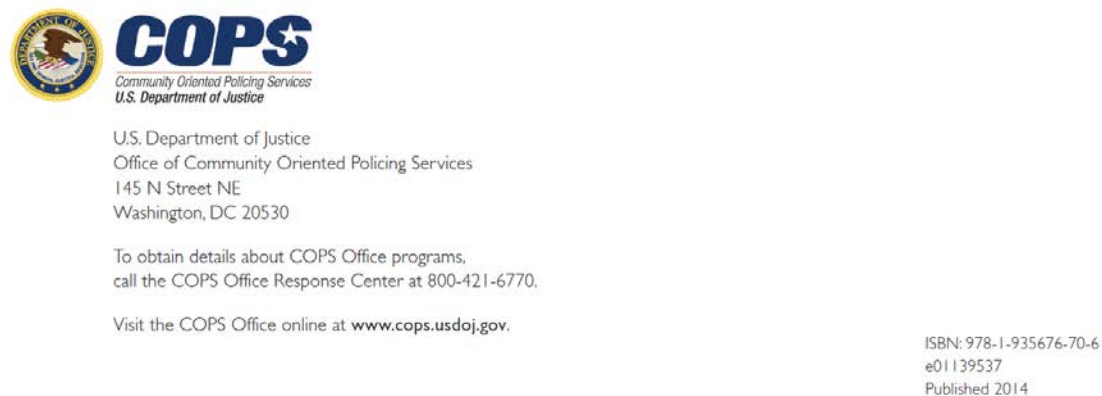 COPS
Community Oriented Policing Services
U.S. Department of Justice
U.S. Department of Justice
Office of Community Oriented Policing Services
145 N Street NE
Washington, DC 20530
To obtain details about COPS Office programs,
call the COPS Office Response Center at 800-421-6770.
Visit the COPS Office online at www.cops.usdoj.gov.
ISBN: 978-1-935676-70-6
e01139537
Published 2014